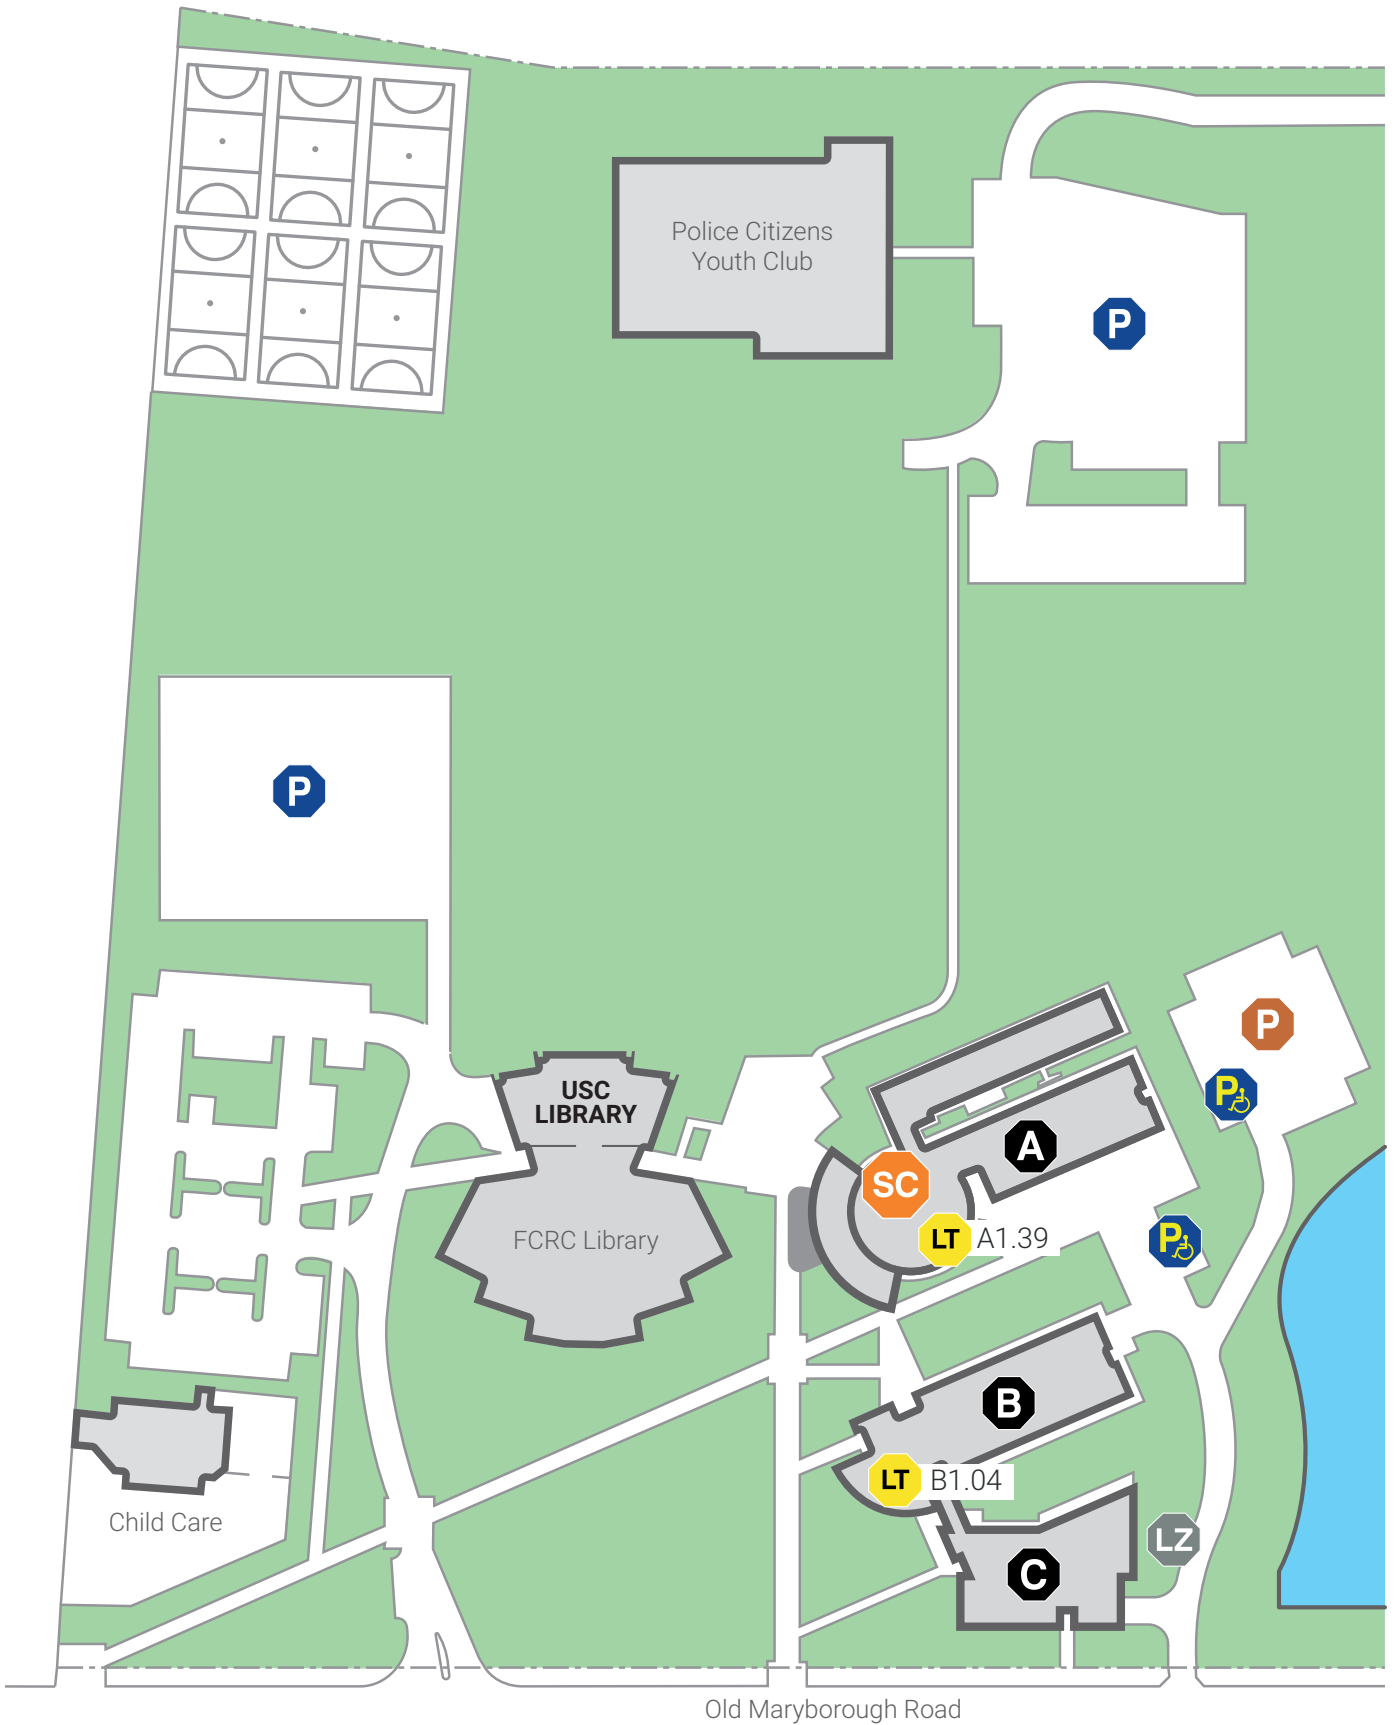 Police Citizens
Youth Club
P
P
P
P
USC
LIBRARY
A
SC
FCRC Library
LT A1.39
P
B
LT B1.04
Child Care
LZ
C
Old Maryborough Road